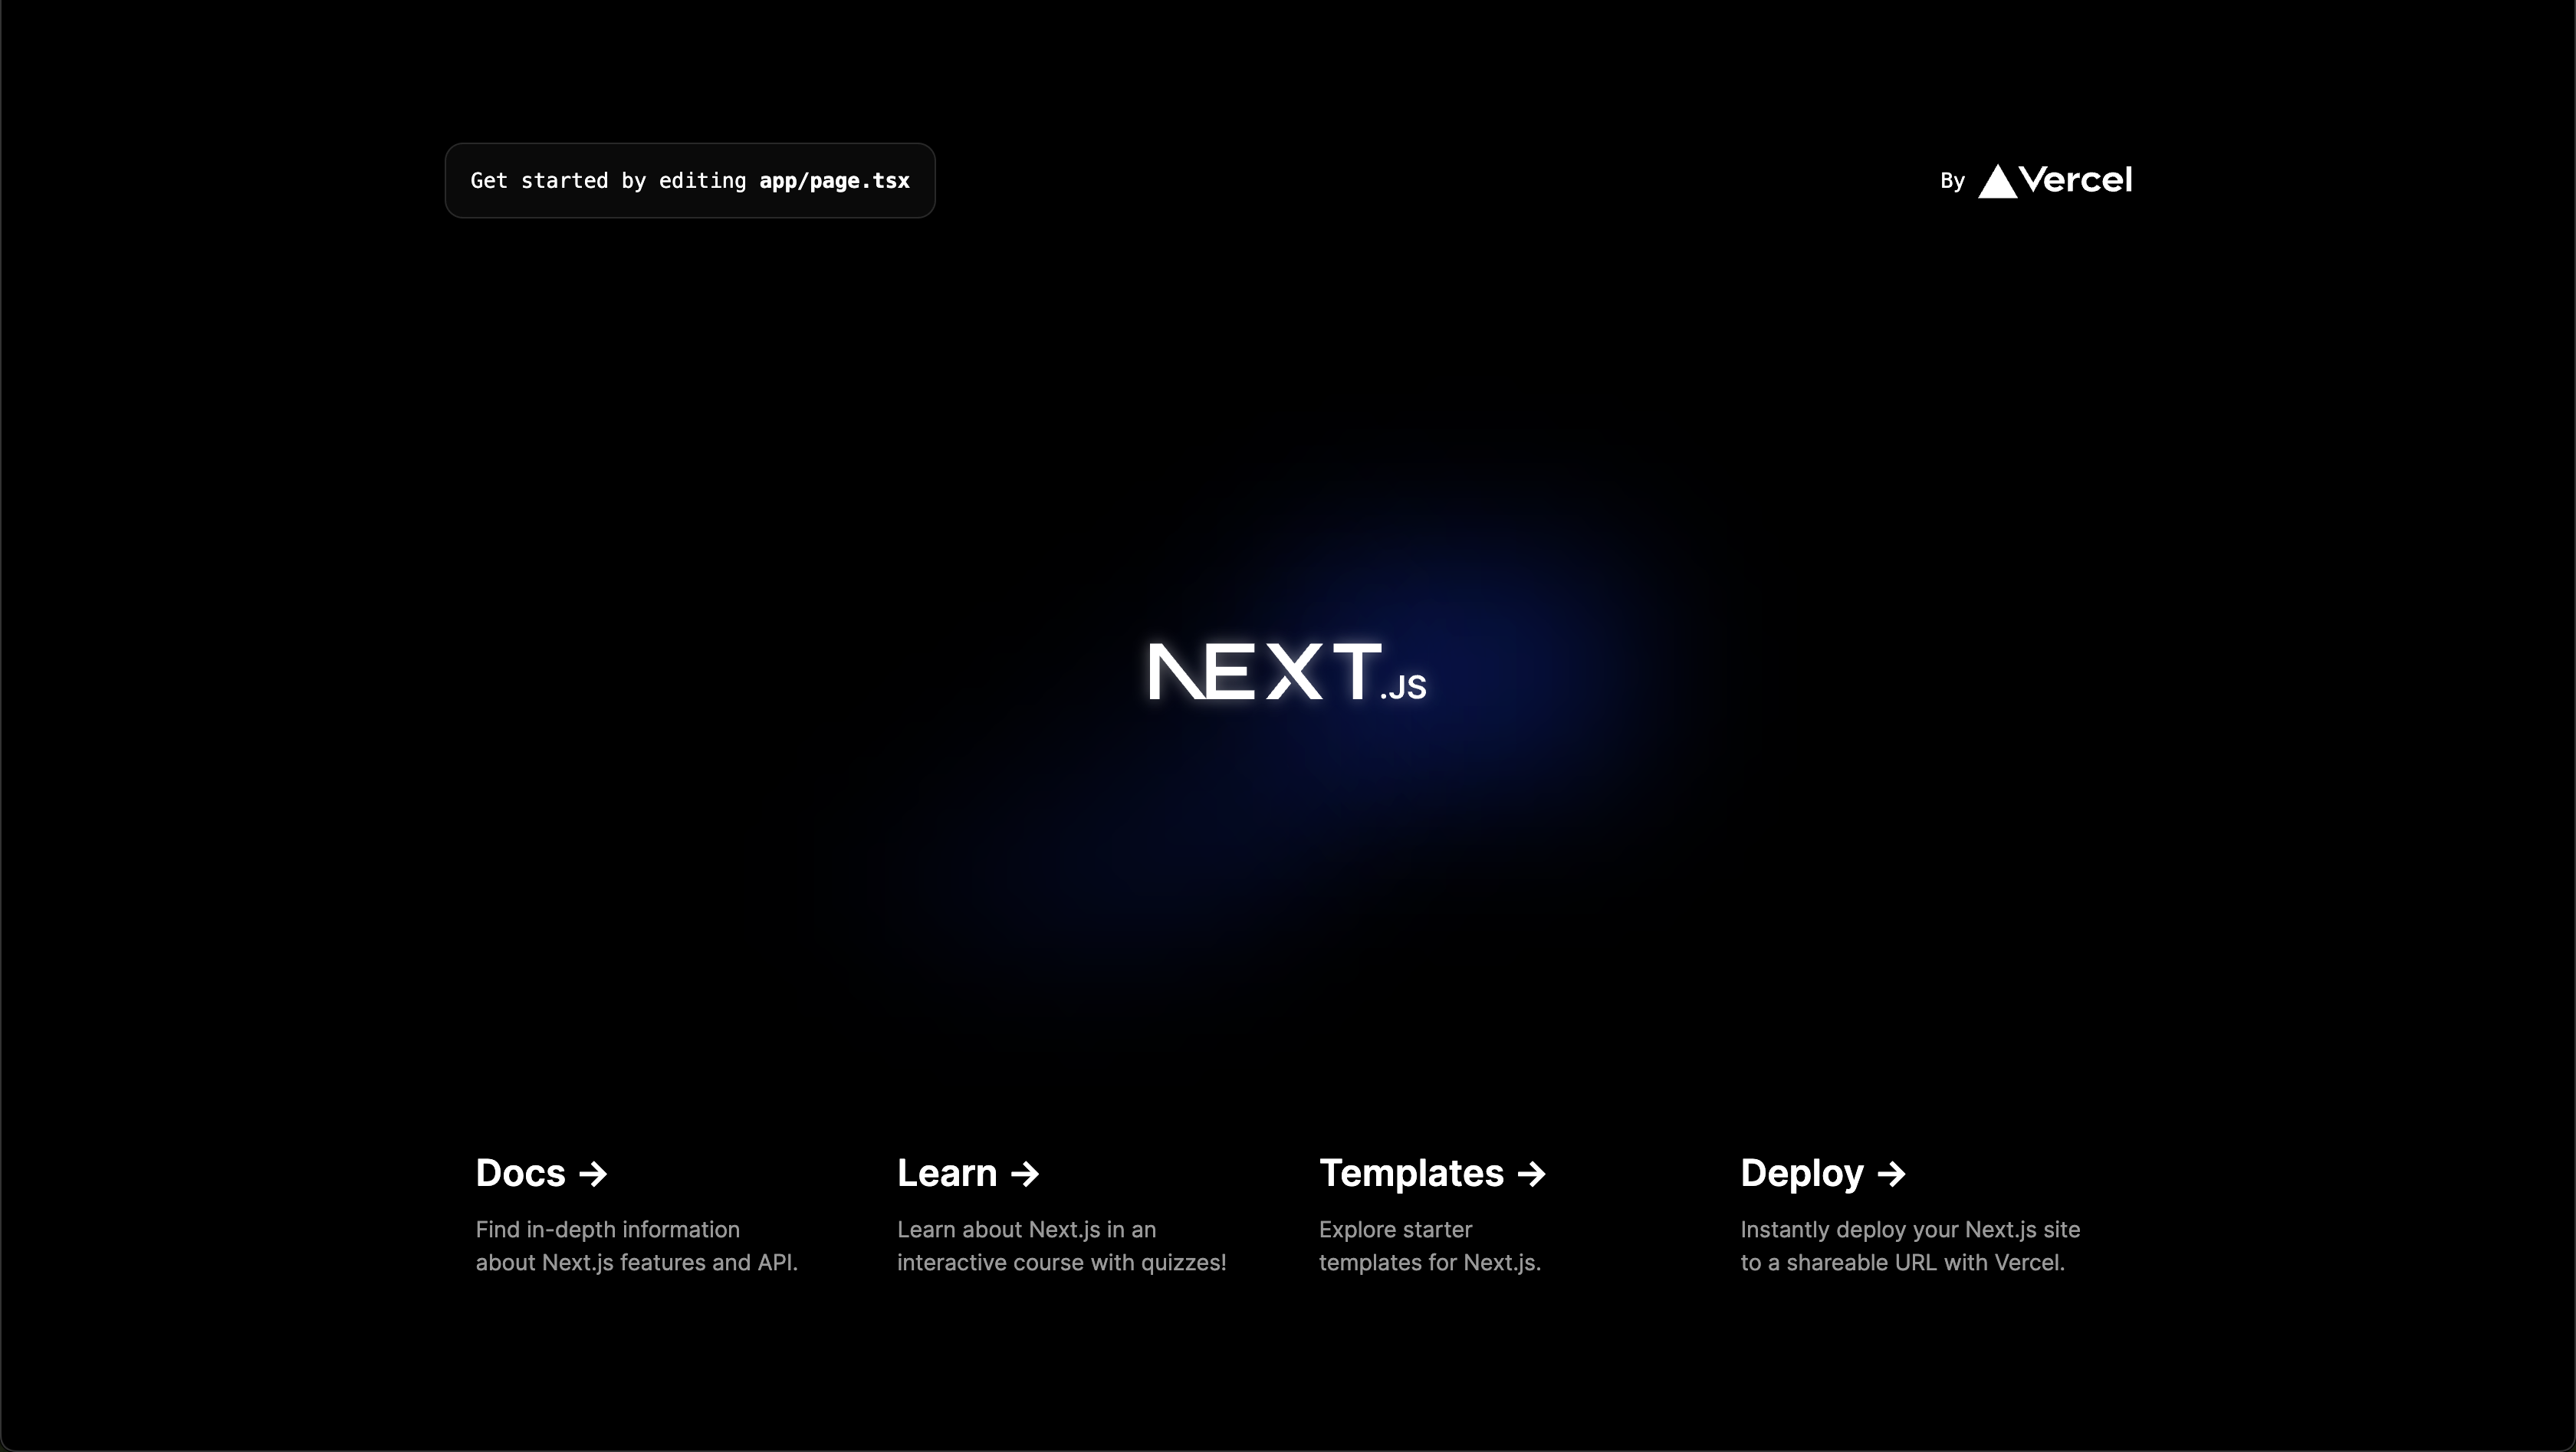 Get started by editing app/page.tsx
By Vercel
NEXT.JS
Docs →
Find in-depth information
about Next.js features and API.
Learn →
Learn about Next.js in an
interactive course with quizzes!
Templates →
Explore starter
templates for Next.js.
Deploy →
Instantly deploy your Next.js site
to a shareable URL with Vercel.